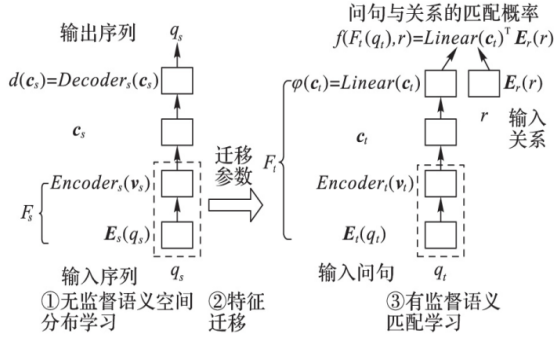 输出序列 q_s
d(c_s)=Decoder_s(c_s)
c_s
Encoder_s(v_s)
F_s
E_s(q_s)
输入序列 q_s
①无监督语义空间
分布学习
迁移
参数
②特征
迁移
问句与关系的匹配概率
f(F_t(q_t),r)=Linear(c_t)^T E_r(r)
φ(c_t)=Linear(c_t)
E_r(r)
r 输入
关系
c_t
F_t
Encoder_t(v_t)
E_t(q_t)
输入问句 q_t
③有监督语义
匹配学习